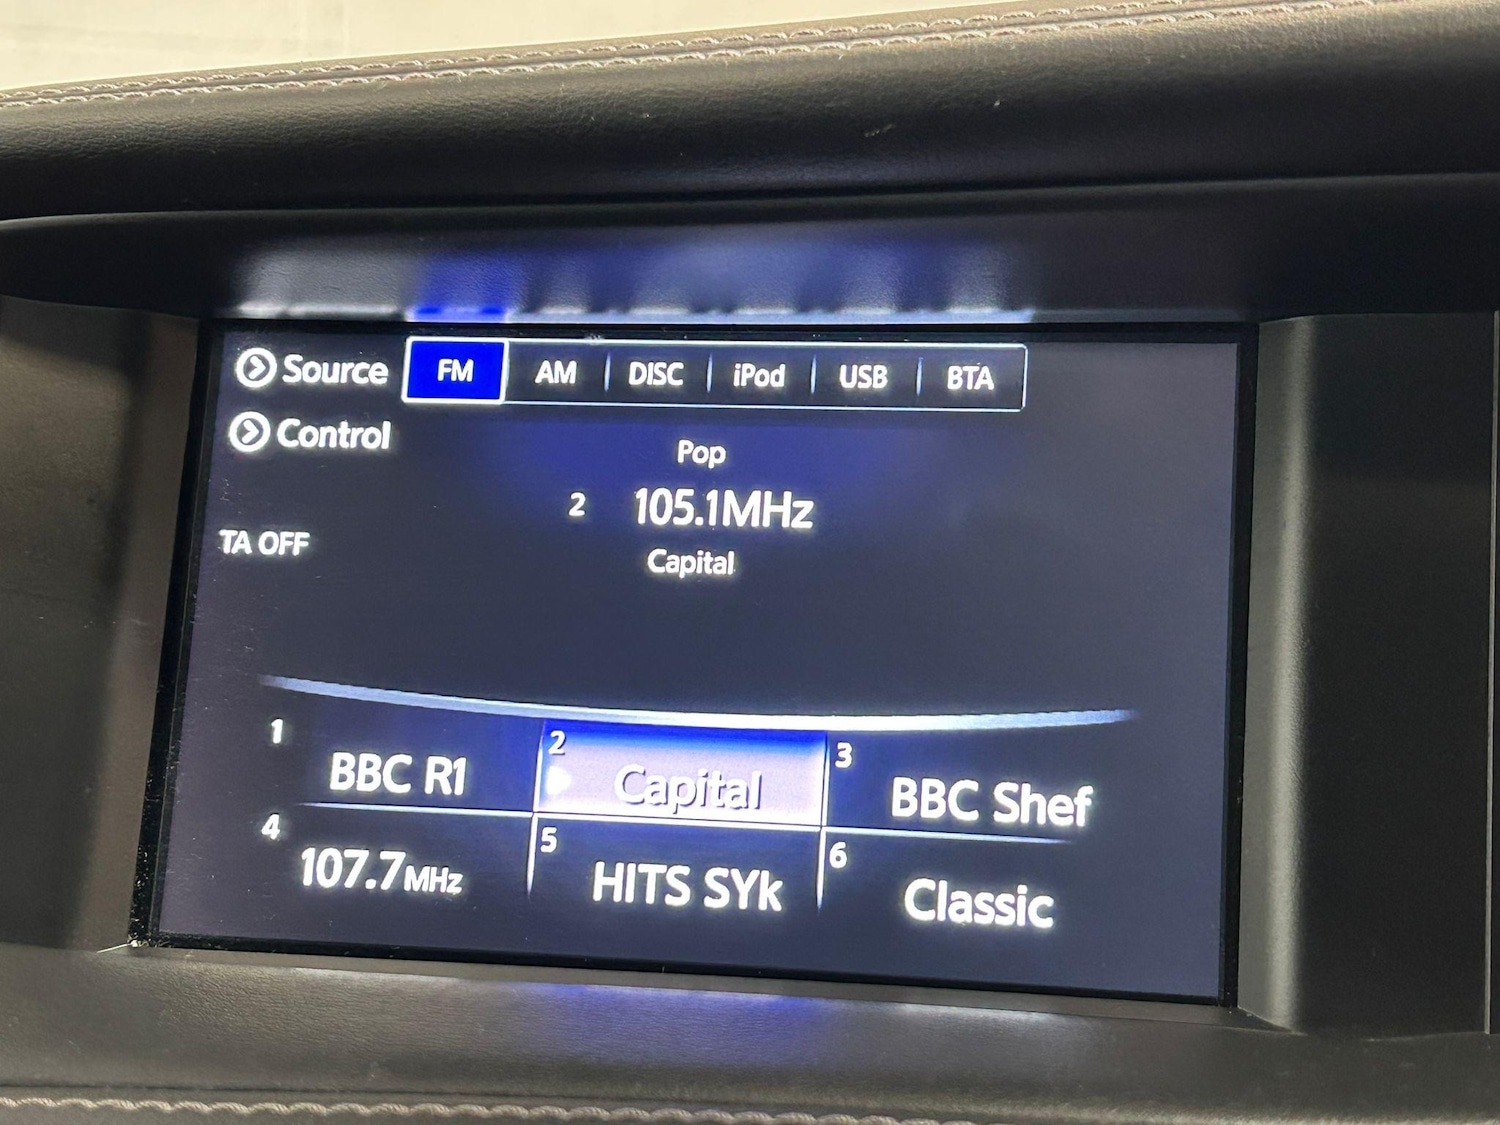 Source FM AM DISC iPod USB BTA
Control
Pop
2 105.1MHz
TA OFF
Capital
1 BBC R1
2 Capital
3 BBC Shef
4 107.7MHz
5 HITS SYk
6 Classic